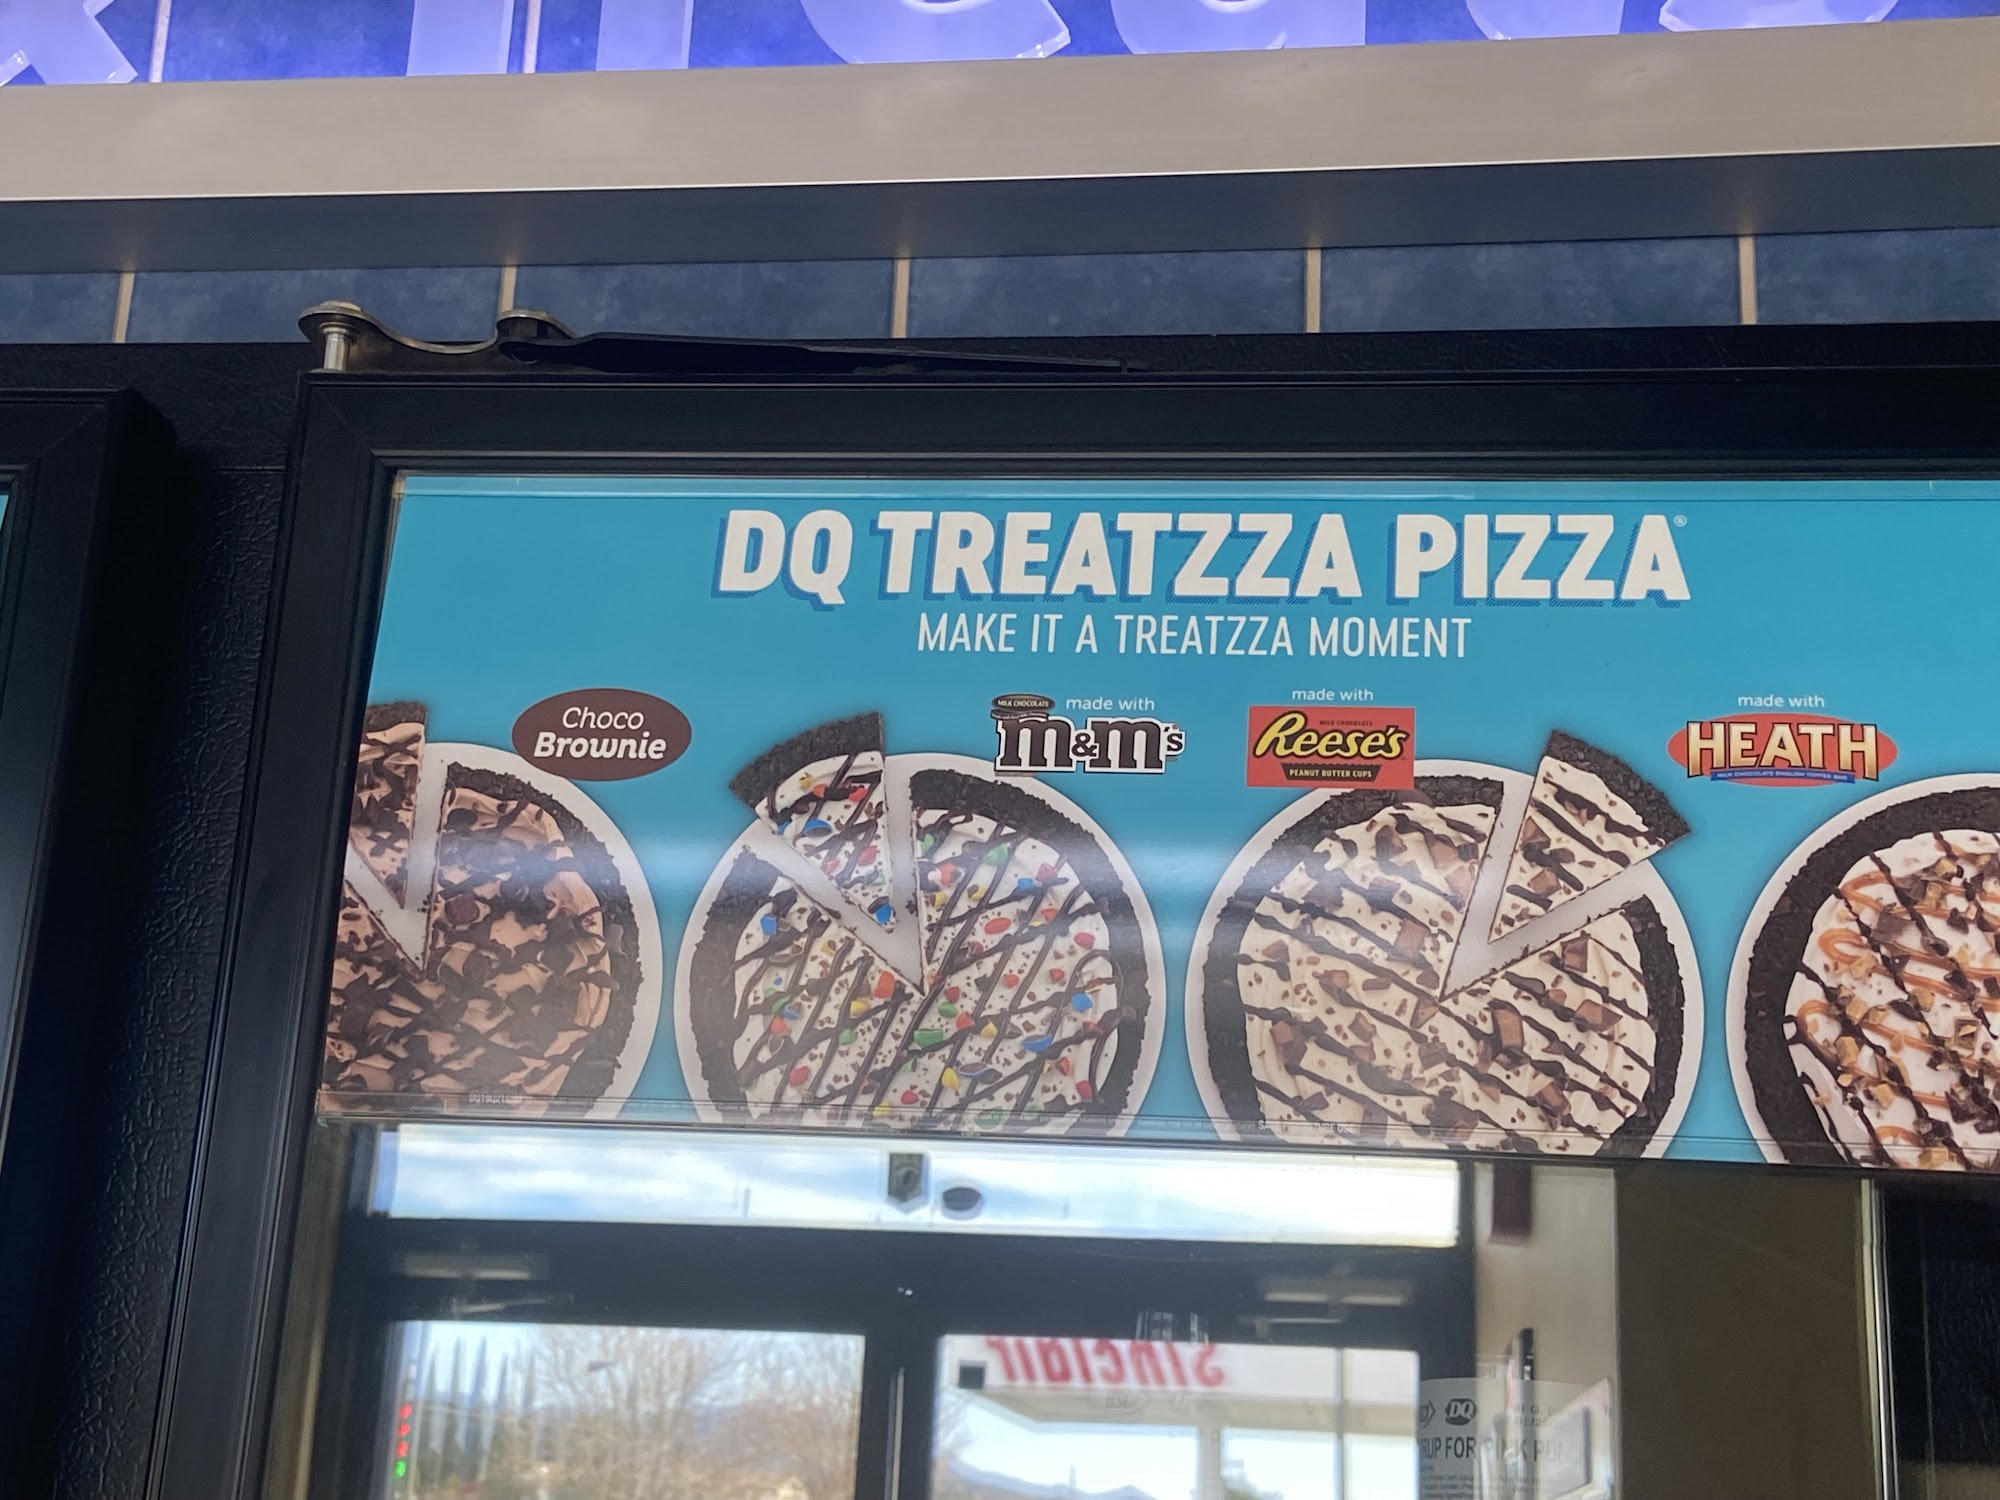 DQ TREATZZA PIZZA®
MAKE IT A TREATZZA MOMENT
Choco
Brownie
MILK CHOCOLATE
made with
m&m's
made with
MILK CHOCOLATE
Reese's
PEANUT BUTTER CUPS
made with
HEATH
MILK CHOCOLATE ENGLISH TOFFEE BAR
Sinclair
DQ